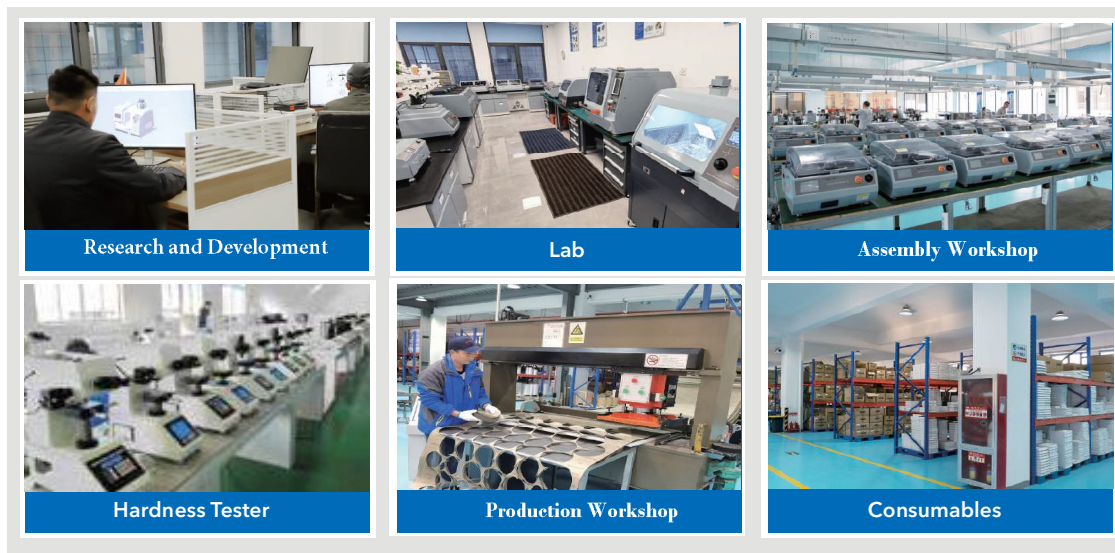 Research and Development
Lab
Assembly Workshop
Hardness Tester
Production Workshop
Consumables